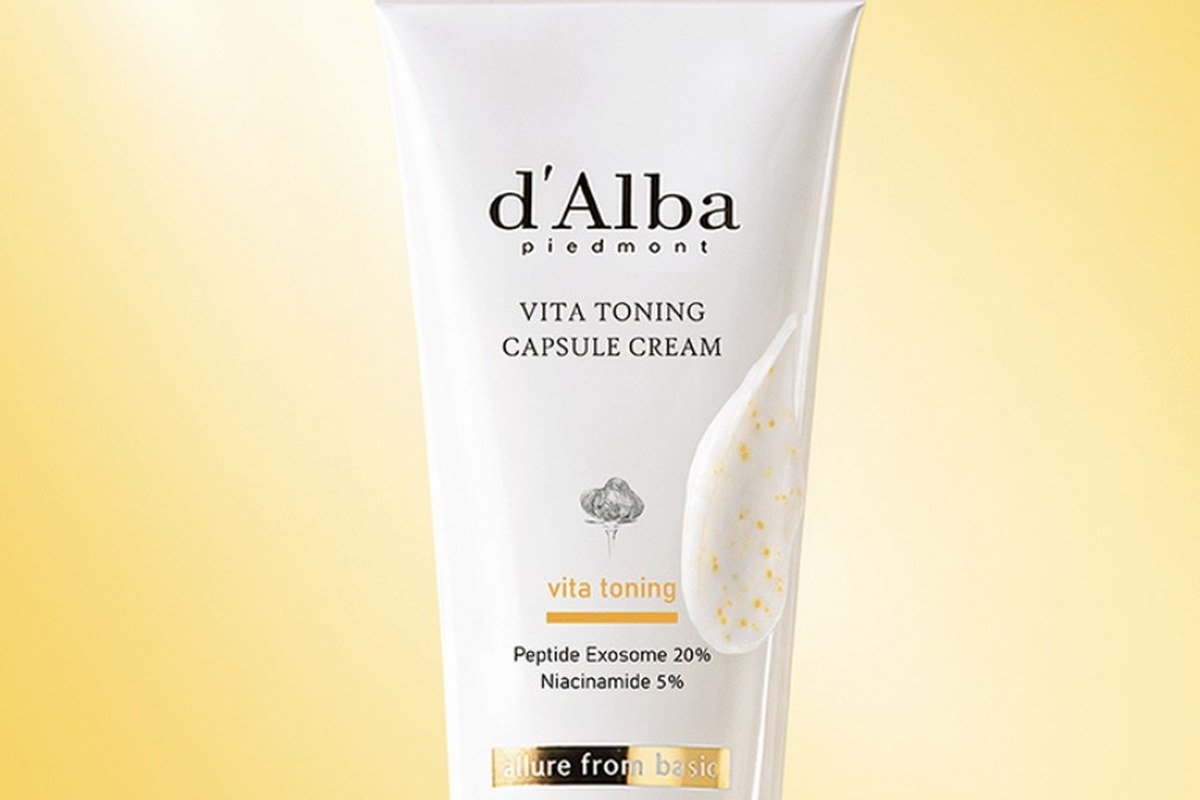 d'Alba
piedmont
VITA TONING
CAPSULE CREAM
vita toning
Peptide Exosome 20%
Niacinamide 5%
allure from basic